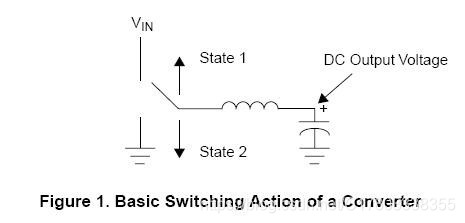 VIN
State 1
DC Output Voltage
+
State 2
Figure 1. Basic Switching Action of a Converter